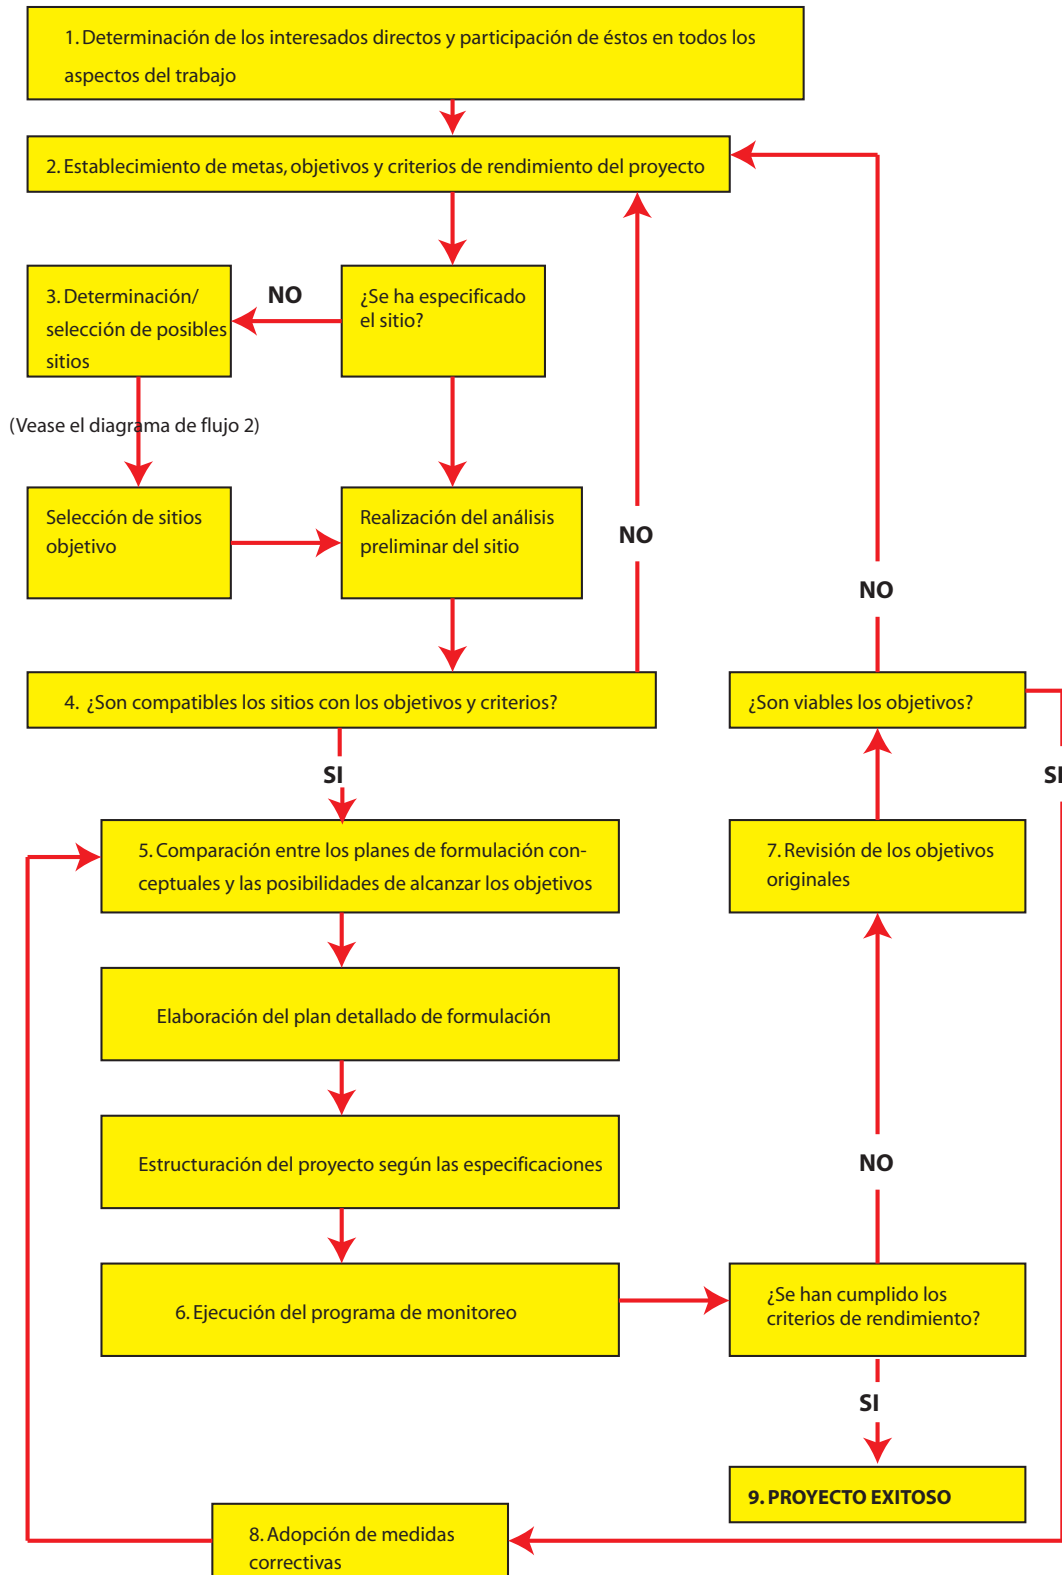 1. Determinación de los interesados directos y participación de éstos en todos los
aspectos del trabajo
2. Establecimiento de metas, objetivos y criterios de rendimiento del proyecto
3. Determinación/
selección de posibles
sitios
NO
¿Se ha especificado
el sitio?
(Vease el diagrama de flujo 2)
Selección de sitios
objetivo
Realización del análisis
preliminar del sitio
NO
NO
4. ¿Son compatibles los sitios con los objetivos y criterios?
¿Son viables los objetivos?
SI
SI
5. Comparación entre los planes de formulación con-
ceptuales y las posibilidades de alcanzar los objetivos
7. Revisión de los objetivos
originales
Elaboración del plan detallado de formulación
Estructuración del proyecto según las especificaciones
NO
6. Ejecución del programa de monitoreo
¿Se han cumplido los
criterios de rendimiento?
SI
9. PROYECTO EXITOSO
8. Adopción de medidas
correctivas